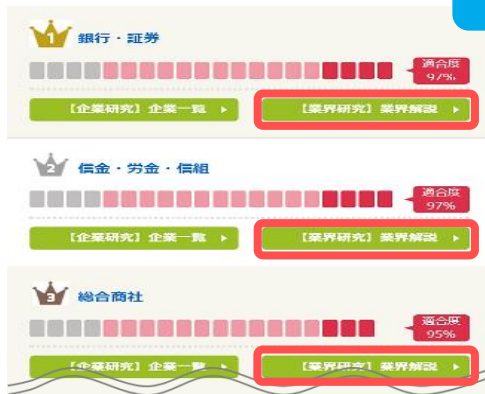 1 銀行・証券
適合度
97%
【企業研究】企業一覧
【業界研究】業界解説
2 信金・労金・信組
適合度
97%
【企業研究】企業一覧
【業界研究】業界解説
3 総合商社
適合度
95%
【企業研究】企業一覧
【業界研究】業界解説